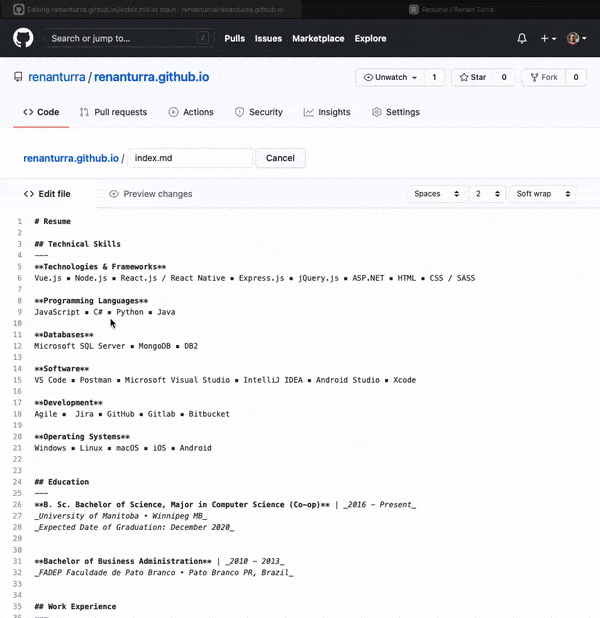 Editing renanturra.github.io/index.md at main · renanturra/renanturra.github.io
Resume | Renan Turra
Search or jump to... /
Pulls Issues Marketplace Explore
renanturra / renanturra.github.io
Unwatch 1 Star 0 Fork 0
Code Pull requests Actions Security Insights Settings
renanturra.github.io / index.md Cancel
<> Edit file Preview changes Spaces 2 Soft wrap
1 # Resume
2
3 ## Technical Skills
4 ---
5 **Technologies & Frameworks**
6 Vue.js ▪ Node.js ▪ React.js / React Native ▪ Express.js ▪ jQuery.js ▪ ASP.NET ▪ HTML ▪ CSS / SASS
7
8 **Programming Languages**
9 JavaScript ▪ C# ▪ Python ▪ Java
10
11 **Databases**
12 Microsoft SQL Server ▪ MongoDB ▪ DB2
13
14 **Software**
15 VS Code ▪ Postman ▪ Microsoft Visual Studio ▪ IntelliJ IDEA ▪ Android Studio ▪ Xcode
16
17 **Development**
18 Agile ▪ Jira ▪ GitHub ▪ Gitlab ▪ Bitbucket
19
20 **Operating Systems**
21 Windows ▪ Linux ▪ macOS ▪ iOS ▪ Android
22
23
24 ## Education
25 ---
26 **B. Sc. Bachelor of Science, Major in Computer Science (Co-op)** | _2016 - Present_
27 _University of Manitoba • Winnipeg MB_
28 _Expected Date of Graduation: December 2020_
29
30
31 **Bachelor of Business Administration** | _2010 - 2013_
32 _FADEP Faculdade de Pato Branco • Pato Branco PR, Brazil_
33
34
35 ## Work Experience
36 ---